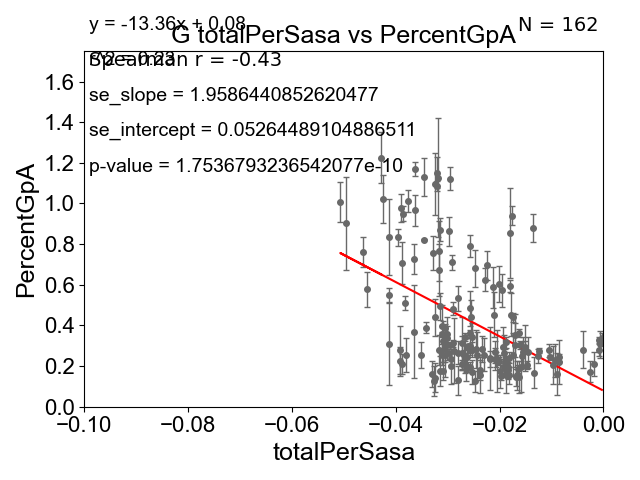 y = -13.36x + 0.08
N = 162
G totalPerSasa vs PercentGpA
Spearman r = -0.43
se_slope = 1.9586440852620477
se_intercept = 0.05264489104886511
p-value = 1.7536793236542077e-10
PercentGpA
1.6
1.4
1.2
1.0
0.8
0.6
0.4
0.2
0.0
−0.10 −0.08 −0.06 −0.04 −0.02 0.00
totalPerSasa